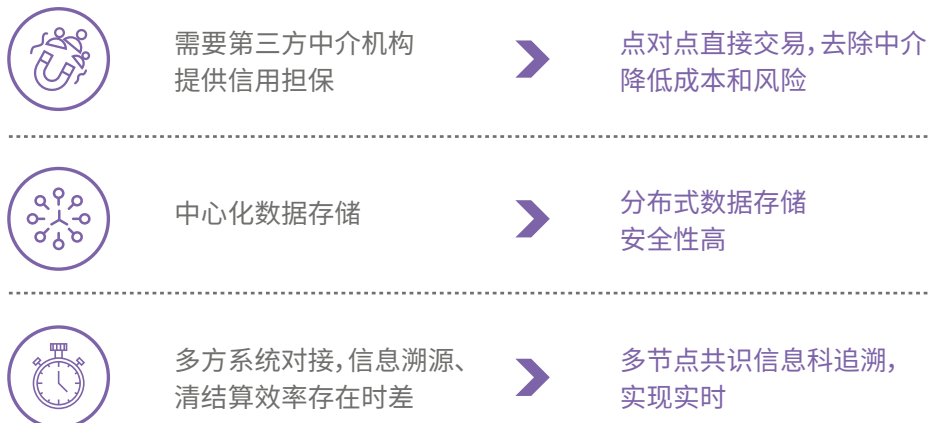 需要第三方中介机构
提供信用担保
点对点直接交易,去除中介
降低成本和风险
中心化数据存储
分布式数据存储
安全性高
多方系统对接,信息溯源、
清结算效率存在时差
多节点共识信息科追溯,
实现实时